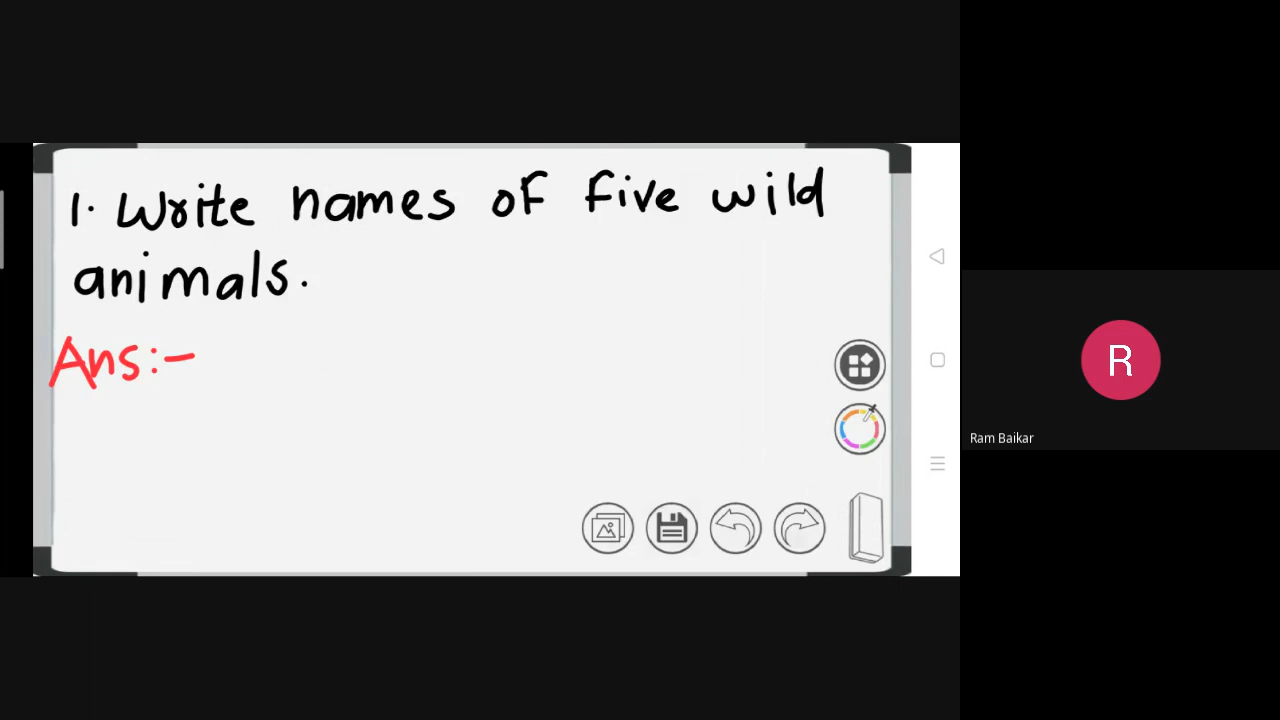 1. Write names of five wild
animals.
Ans:-
R
Ram Baikar